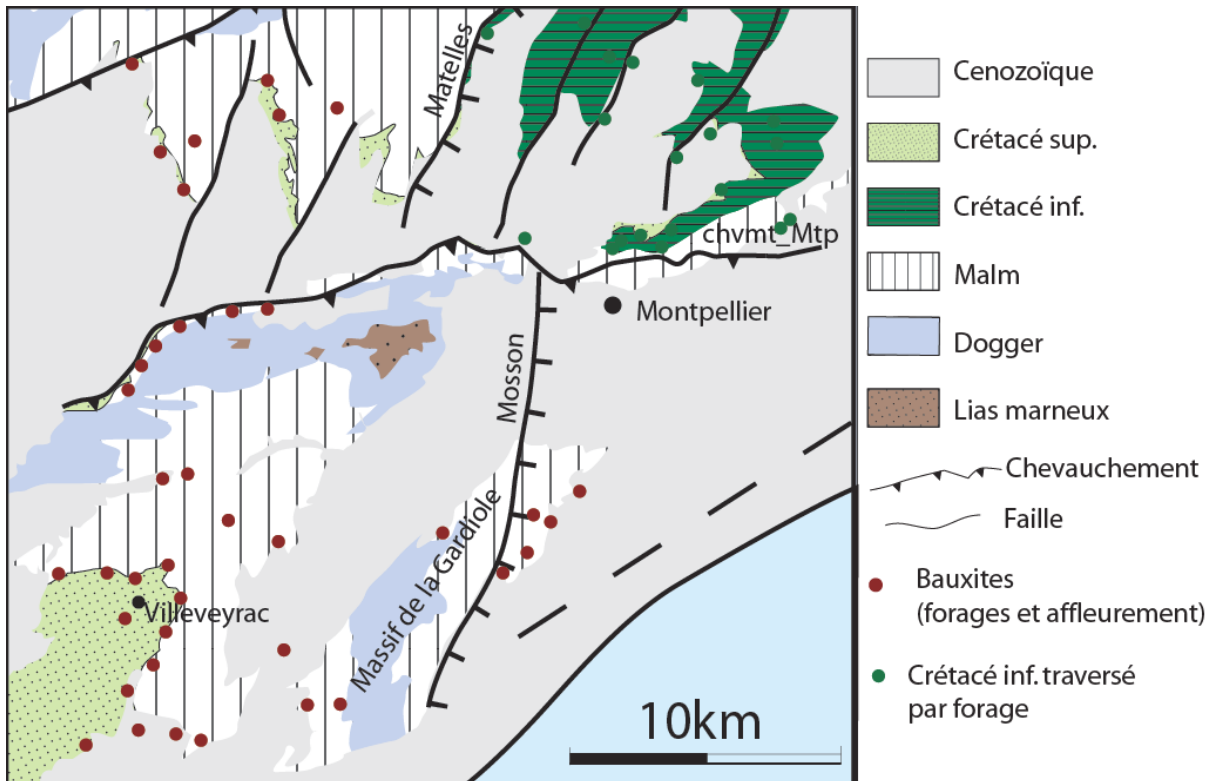 Matelles
chvmt_Mtp
Montpellier
Mosson
Massif de la Gardiole
Villeveyrac
10km
Cenozoïque
Crétacé sup.
Crétacé inf.
Malm
Dogger
Lias marneux
Chevauchement
Faille
Bauxites
(forages et affleurement)
Crétacé inf. traversé
par forage